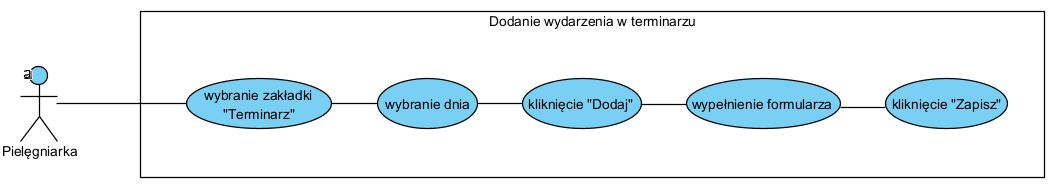 Dodanie wydarzenia w terminarzu
wybranie zakładki
"Terminarz"
wybranie dnia
kliknięcie "Dodaj"
wypełnienie formularza
kliknięcie "Zapisz"
Pielęgniarka